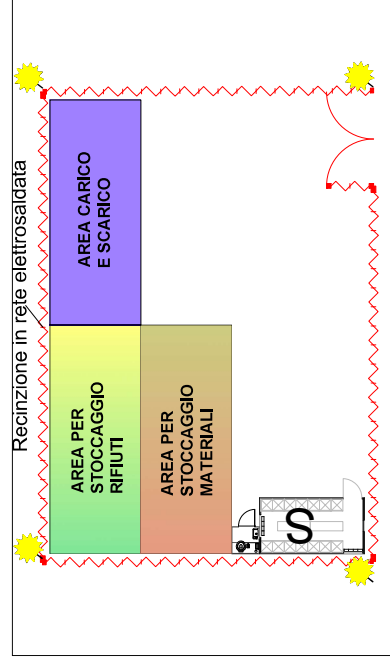 Recinzione in rete elettrosaldata
AREA CARICO
E SCARICO
AREA PER
STOCCAGGIO
RIFIUTI
AREA PER
STOCCAGGIO
MATERIALI
S